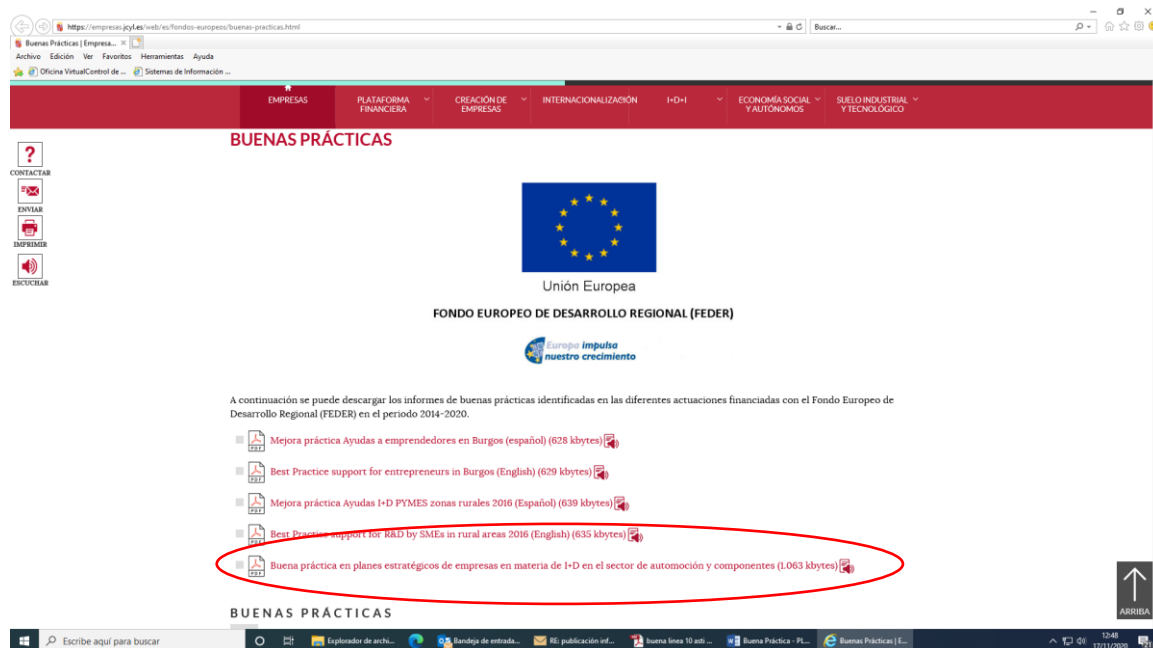 https://empresas.jcyl.es/web/es/fondos-europeos/buenas-practicas.html
Buscar...
Buenas Prácticas | Empresa...
Archivo Edición Ver Favoritos Herramientas Ayuda
Oficina VirtualControl de ... Sistemas de Información ...
EMPRESAS
PLATAFORMA FINANCIERA
CREACIÓN DE EMPRESAS
INTERNACIONALIZACIÓN
I+D+I
ECONOMÍA SOCIAL Y AUTÓNOMOS
SUELO INDUSTRIAL Y TECNOLÓGICO
BUENAS PRÁCTICAS
CONTACTAR
ENVIAR
IMPRIMIR
ESCUCHAR
Unión Europea
FONDO EUROPEO DE DESARROLLO REGIONAL (FEDER)
Europa impulsa
nuestro crecimiento
A continuación se puede descargar los informes de buenas prácticas identificadas en las diferentes actuaciones financiadas con el Fondo Europeo de
Desarrollo Regional (FEDER) en el periodo 2014-2020.
PDF Mejora práctica Ayudas a emprendedores en Burgos (español) (628 kbytes)
PDF Best Practice support for entrepreneurs in Burgos (English) (629 kbytes)
PDF Mejora práctica Ayudas I+D PYMES zonas rurales 2016 (Español) (639 kbytes)
PDF Best Practice support for R&D by SMEs in rural areas 2016 (English) (635 kbytes)
PDF Buena práctica en planes estratégicos de empresas en materia de I+D en el sector de automoción y componentes (1.063 kbytes)
ARRIBA
BUENAS PRÁCTICAS
Escribe aquí para buscar
Explorador de archi...
Bandeja de entrada...
RE: publicación inf...
buena linea 10 asti ...
Buena Práctica - PL...
Buenas Prácticas | E...
12:48
17/11/2020
21